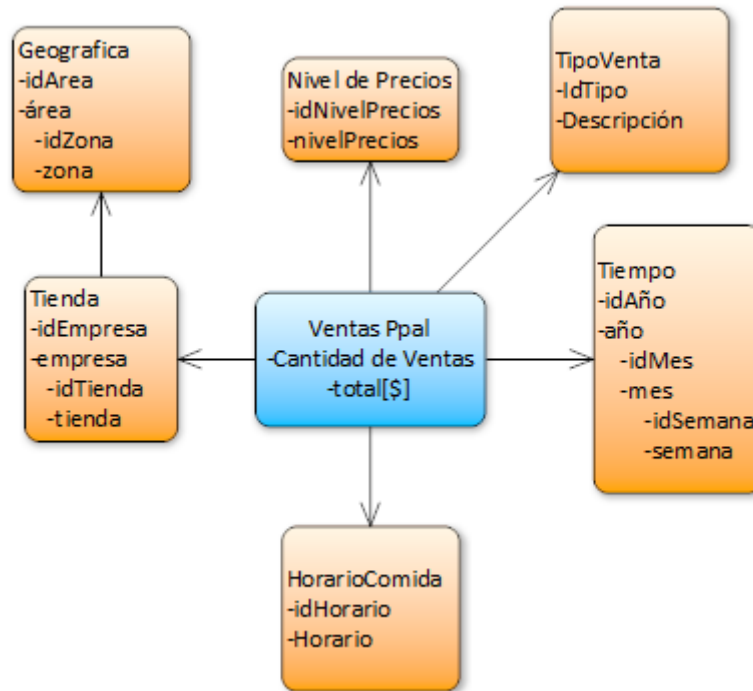 Geografica
-idArea
-área
-idZona
-zona
Nivel de Precios
-idNivelPrecios
-nivelPrecios
TipoVenta
-IdTipo
-Descripción
Tienda
-idEmpresa
-empresa
-idTienda
-tienda
Ventas Ppal
-Cantidad de Ventas
-total[$]
Tiempo
-idAño
-año
-idMes
-mes
-idSemana
-semana
HorarioComida
-idHorario
-Horario